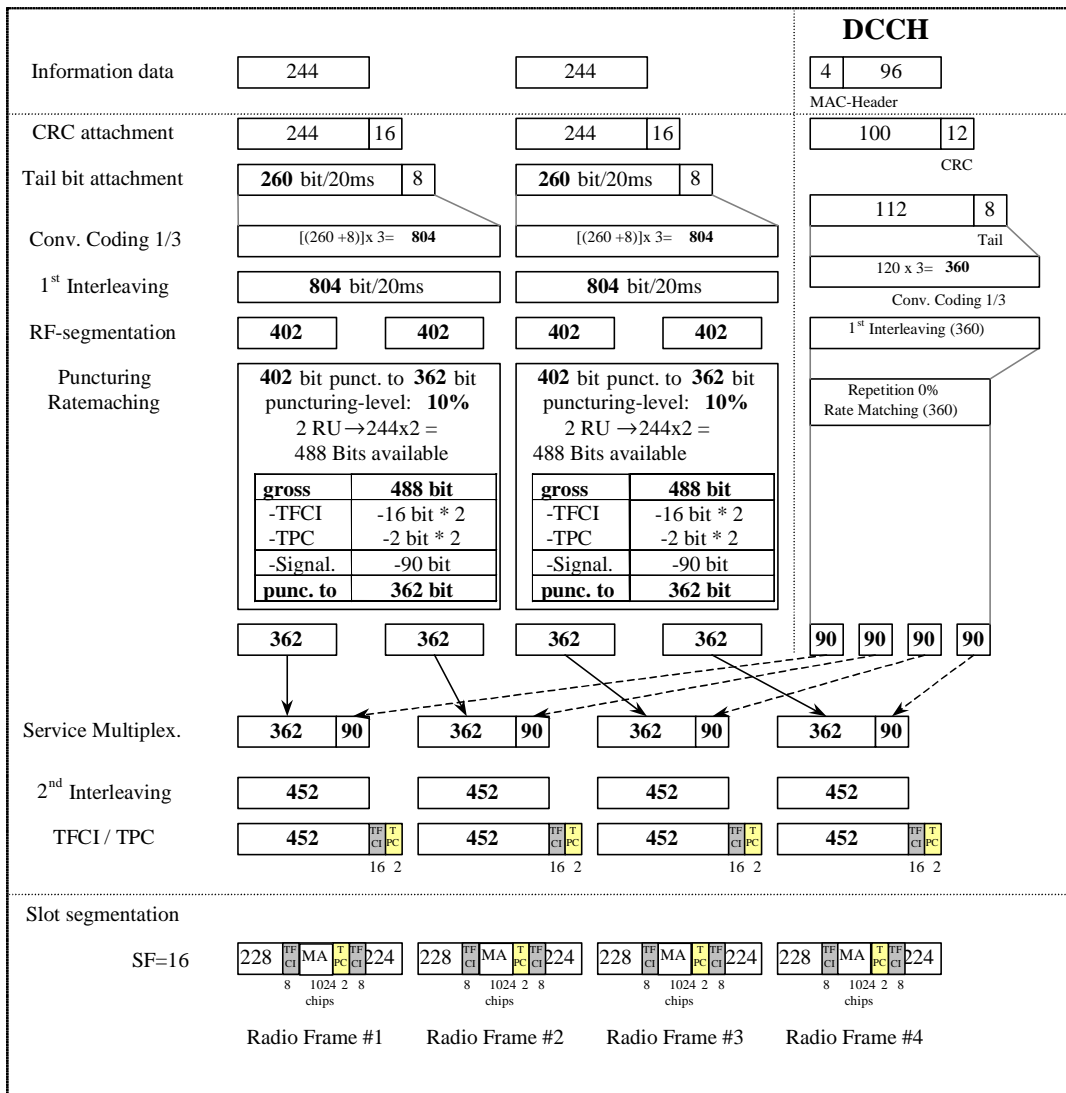 DCCH
Information data 244 244 4 96
MAC-Header
CRC attachment 244 16 244 16 100 12
CRC
Tail bit attachment 260 bit/20ms 8 260 bit/20ms 8
112 8
Tail
Conv. Coding 1/3 [(260 +8)]x 3= 804 [(260 +8)]x 3= 804
120 x 3= 360
Conv. Coding 1/3
1st Interleaving 804 bit/20ms 804 bit/20ms
RF-segmentation 402 402 402 402 1st Interleaving (360)
Puncturing
Ratemaching
402 bit punct. to 362 bit
puncturing-level: 10%
2 RU →244x2 =
488 Bits available
gross 488 bit
-TFCI -16 bit * 2
-TPC -2 bit * 2
-Signal. -90 bit
punc. to 362 bit
402 bit punct. to 362 bit
puncturing-level: 10%
2 RU →244x2 =
488 Bits available
gross 488 bit
-TFCI -16 bit * 2
-TPC -2 bit * 2
-Signal. -90 bit
punc. to 362 bit
Repetition 0%
Rate Matching (360)
362 362 362 362 90 90 90 90
Service Multiplex. 362 90 362 90 362 90 362 90
2nd Interleaving 452 452 452 452
TFCI / TPC 452 TF CI T PC 452 TF CI T PC 452 TF CI T PC 452 TF CI T PC
16 2 16 2 16 2 16 2
Slot segmentation
SF=16 228 TF CI MA T PC TF CI 224 228 TF CI MA T PC TF CI 224 228 TF CI MA T PC TF CI 224 228 TF CI MA T PC TF CI 224
8 1024 2 8 8 1024 2 8 8 1024 2 8 8 1024 2 8
chips chips chips chips
Radio Frame #1 Radio Frame #2 Radio Frame #3 Radio Frame #4